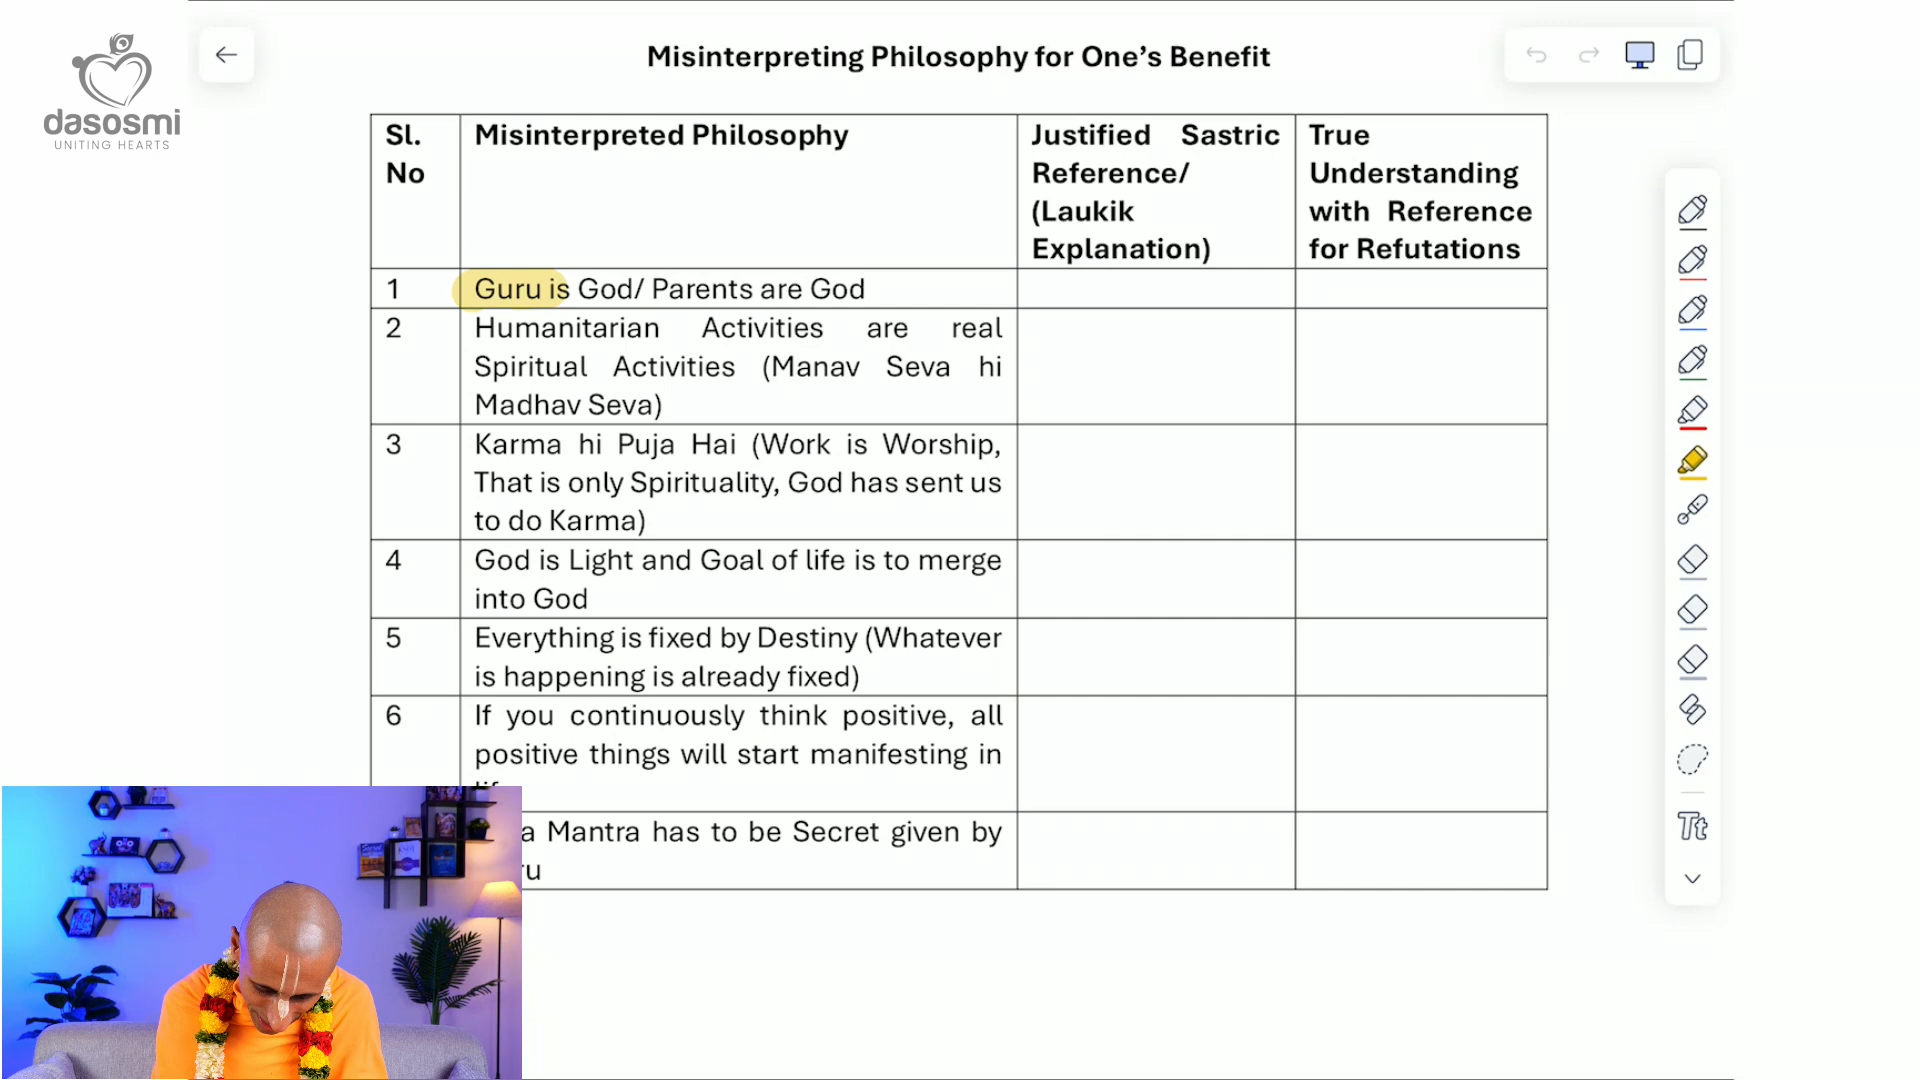 dasosmi
UNITING HEARTS
Misinterpreting Philosophy for One’s Benefit
Sl.
No
Misinterpreted Philosophy
Justified Sastric
Reference/
(Laukik
Explanation)
True
Understanding
with Reference
for Refutations
1
Guru is God/ Parents are God
2
Humanitarian Activities are real
Spiritual Activities (Manav Seva hi
Madhav Seva)
3
Karma hi Puja Hai (Work is Worship,
That is only Spirituality, God has sent us
to do Karma)
4
God is Light and Goal of life is to merge
into God
5
Everything is fixed by Destiny (Whatever
is happening is already fixed)
6
If you continuously think positive, all
positive things will start manifesting in
a Mantra has to be Secret given by
Tt